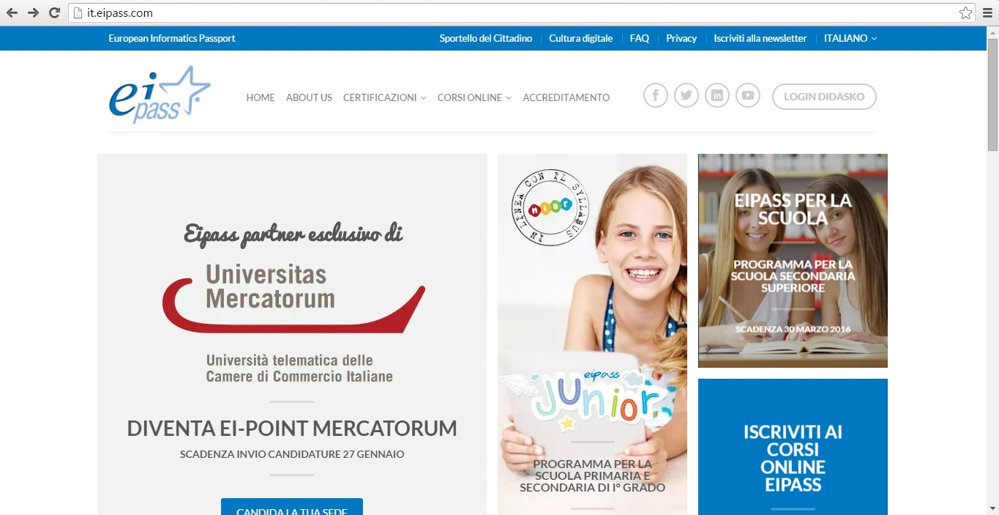 it.eipass.com
European Informatics Passport
Sportello del Cittadino
Cultura digitale
FAQ
Privacy
Iscriviti alla newsletter
ITALIANO
ei
pass
HOME
ABOUT US
CERTIFICAZIONI
CORSI ONLINE
ACCREDITAMENTO
LOGIN DIDASKO
Eipass partner esclusivo di
Universitas
Mercatorum
Università telematica delle
Camere di Commercio Italiane
DIVENTA EI-POINT MERCATORUM
SCADENZA INVIO CANDIDATURE 27 GENNAIO
CANDIDA LA TUA SEDE
IN LINEA CON IL SYLLABUS
miur
eipass
Junior
PROGRAMMA PER LA
SCUOLA PRIMARIA E
SECONDARIA DI I° GRADO
EIPASS PER LA
SCUOLA
PROGRAMMA PER LA
SCUOLA SECONDARIA
SUPERIORE
SCADENZA 30 MARZO 2016
ISCRIVITI AI
CORSI
ONLINE
EIPASS